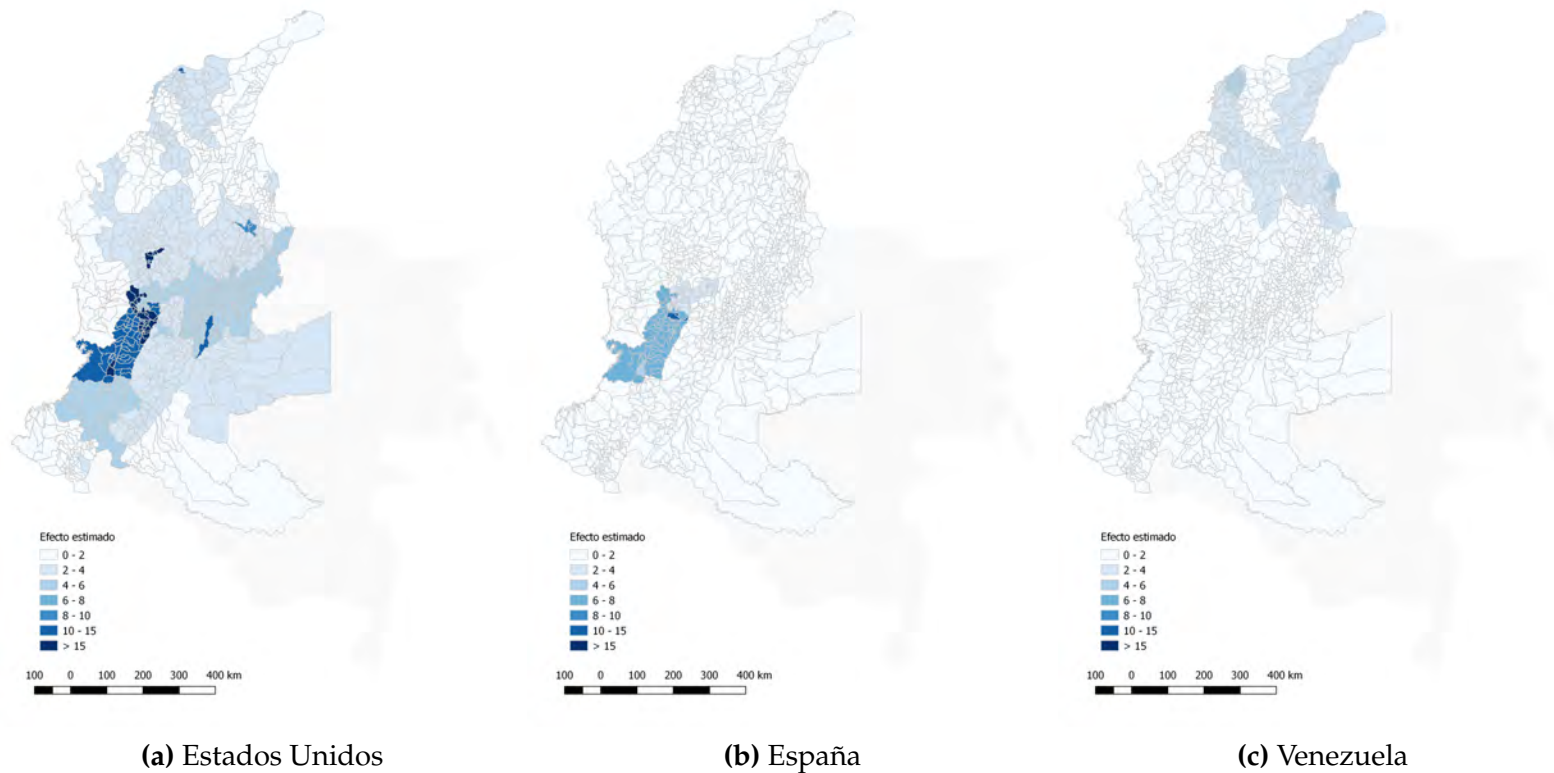 Efecto estimado
0 - 2
2 - 4
4 - 6
6 - 8
8 - 10
10 - 15
> 15
100 0 100 200 300 400 km
(a) Estados Unidos
Efecto estimado
0 - 2
2 - 4
4 - 6
6 - 8
8 - 10
10 - 15
> 15
100 0 100 200 300 400 km
(b) España
Efecto estimado
0 - 2
2 - 4
4 - 6
6 - 8
8 - 10
10 - 15
> 15
100 0 100 200 300 400 km
(c) Venezuela